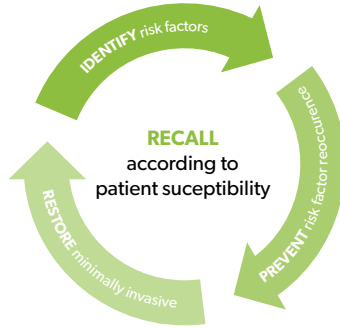 IDENTIFY risk factors
PREVENT risk factor reoccurence
RESTORE minimally invasive
RECALL
according to
patient suceptibility